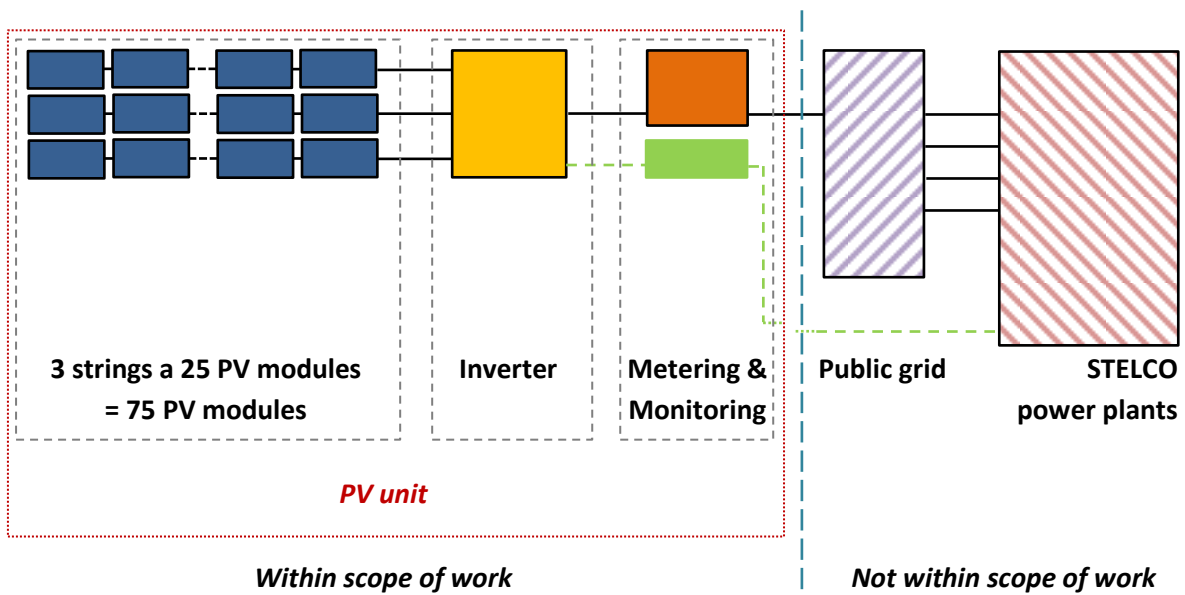 3 strings a 25 PV modules
= 75 PV modules
Inverter
Metering &
Monitoring
Public grid
STELCO
power plants
PV unit
Within scope of work
Not within scope of work